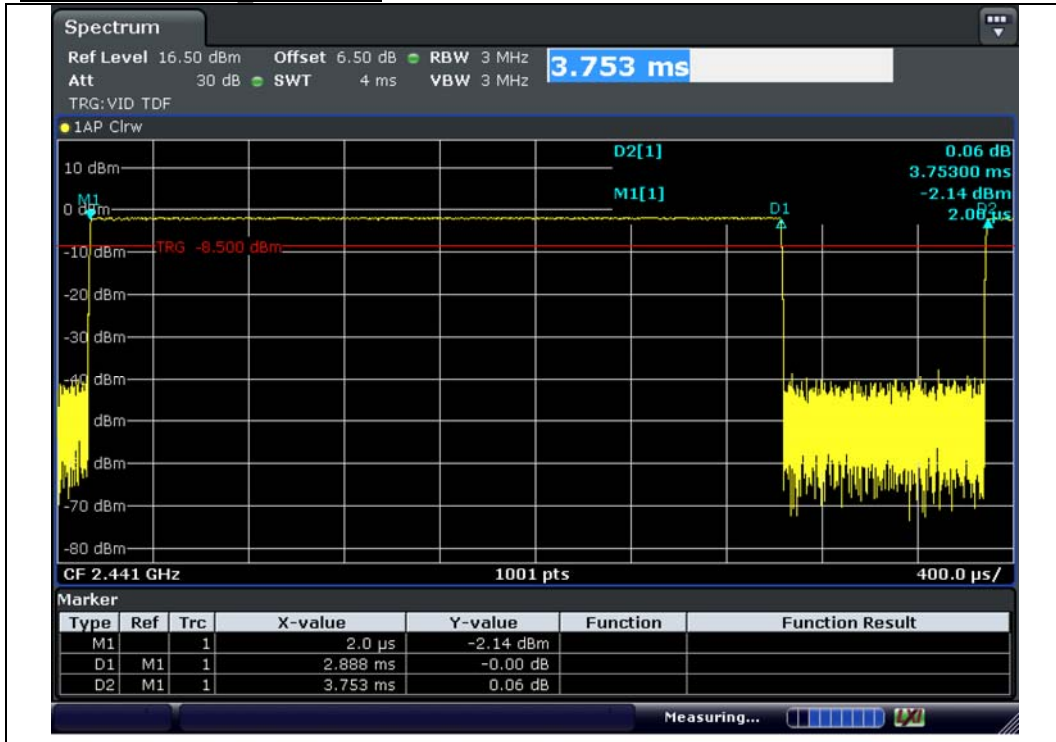 Spectrum
Ref Level 16.50 dBm Offset 6.50 dB RBW 3 MHz
3.753 ms
Att 30 dB SWT 4 ms VBW 3 MHz
TRG:VID TDF
1AP Clrw
D2[1] 0.06 dB
3.75300 ms
M1[1] -2.14 dBm
2.00 µs
10 dBm
M1
D1
D2
0 dBm
TRG -8.500 dBm
-10 dBm
-20 dBm
-30 dBm
-40 dBm
dBm
dBm
-70 dBm
-80 dBm
CF 2.441 GHz 1001 pts 400.0 µs/
Marker
Type Ref Trc X-value Y-value Function Function Result
M1 1 2.0 µs -2.14 dBm
D1 M1 1 2.888 ms -0.00 dB
D2 M1 1 3.753 ms 0.06 dB
Measuring... LXI